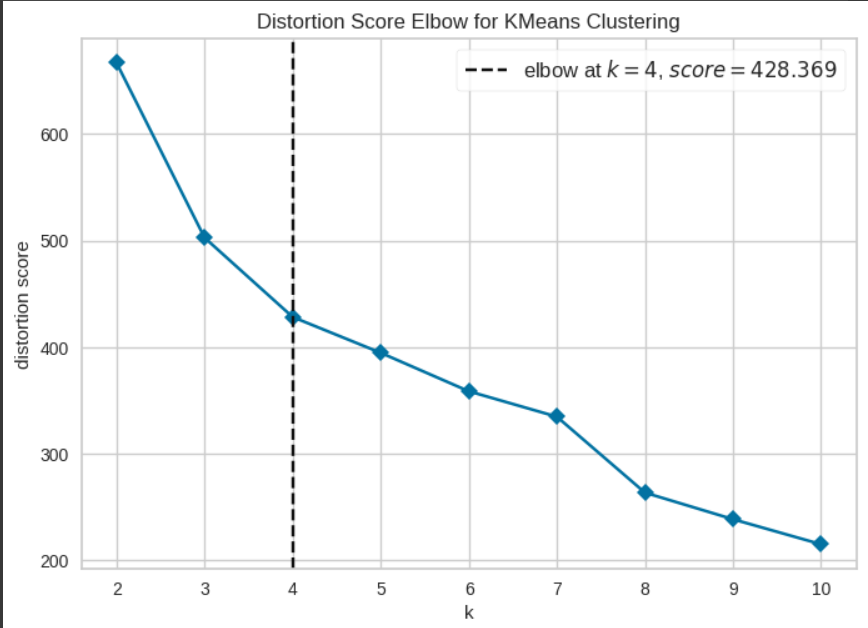 Distortion Score Elbow for KMeans Clustering
elbow at k = 4, score = 428.369
600
500
400
300
200
distortion score
2 3 4 5 6 7 8 9 10
k